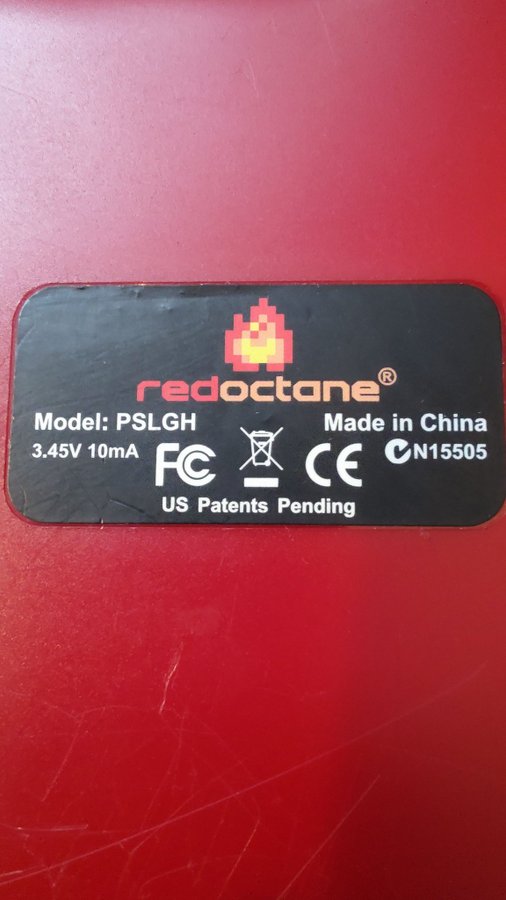 redoctane®
Model: PSLGH Made in China
3.45V 10mA FC CE N15505
US Patents Pending